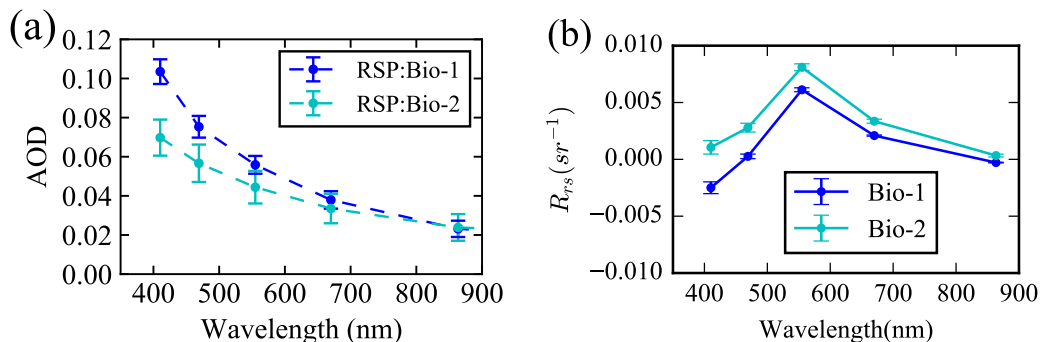 (a)
0.12
0.10
0.08
0.06
0.04
0.02
0.00
AOD
RSP:Bio-1
RSP:Bio-2
400 500 600 700 800 900
Wavelength (nm)
(b)
0.010
0.005
0.000
−0.005
−0.010
R_{rs}(sr^{-1})
Bio-1
Bio-2
400 500 600 700 800 900
Wavelength(nm)